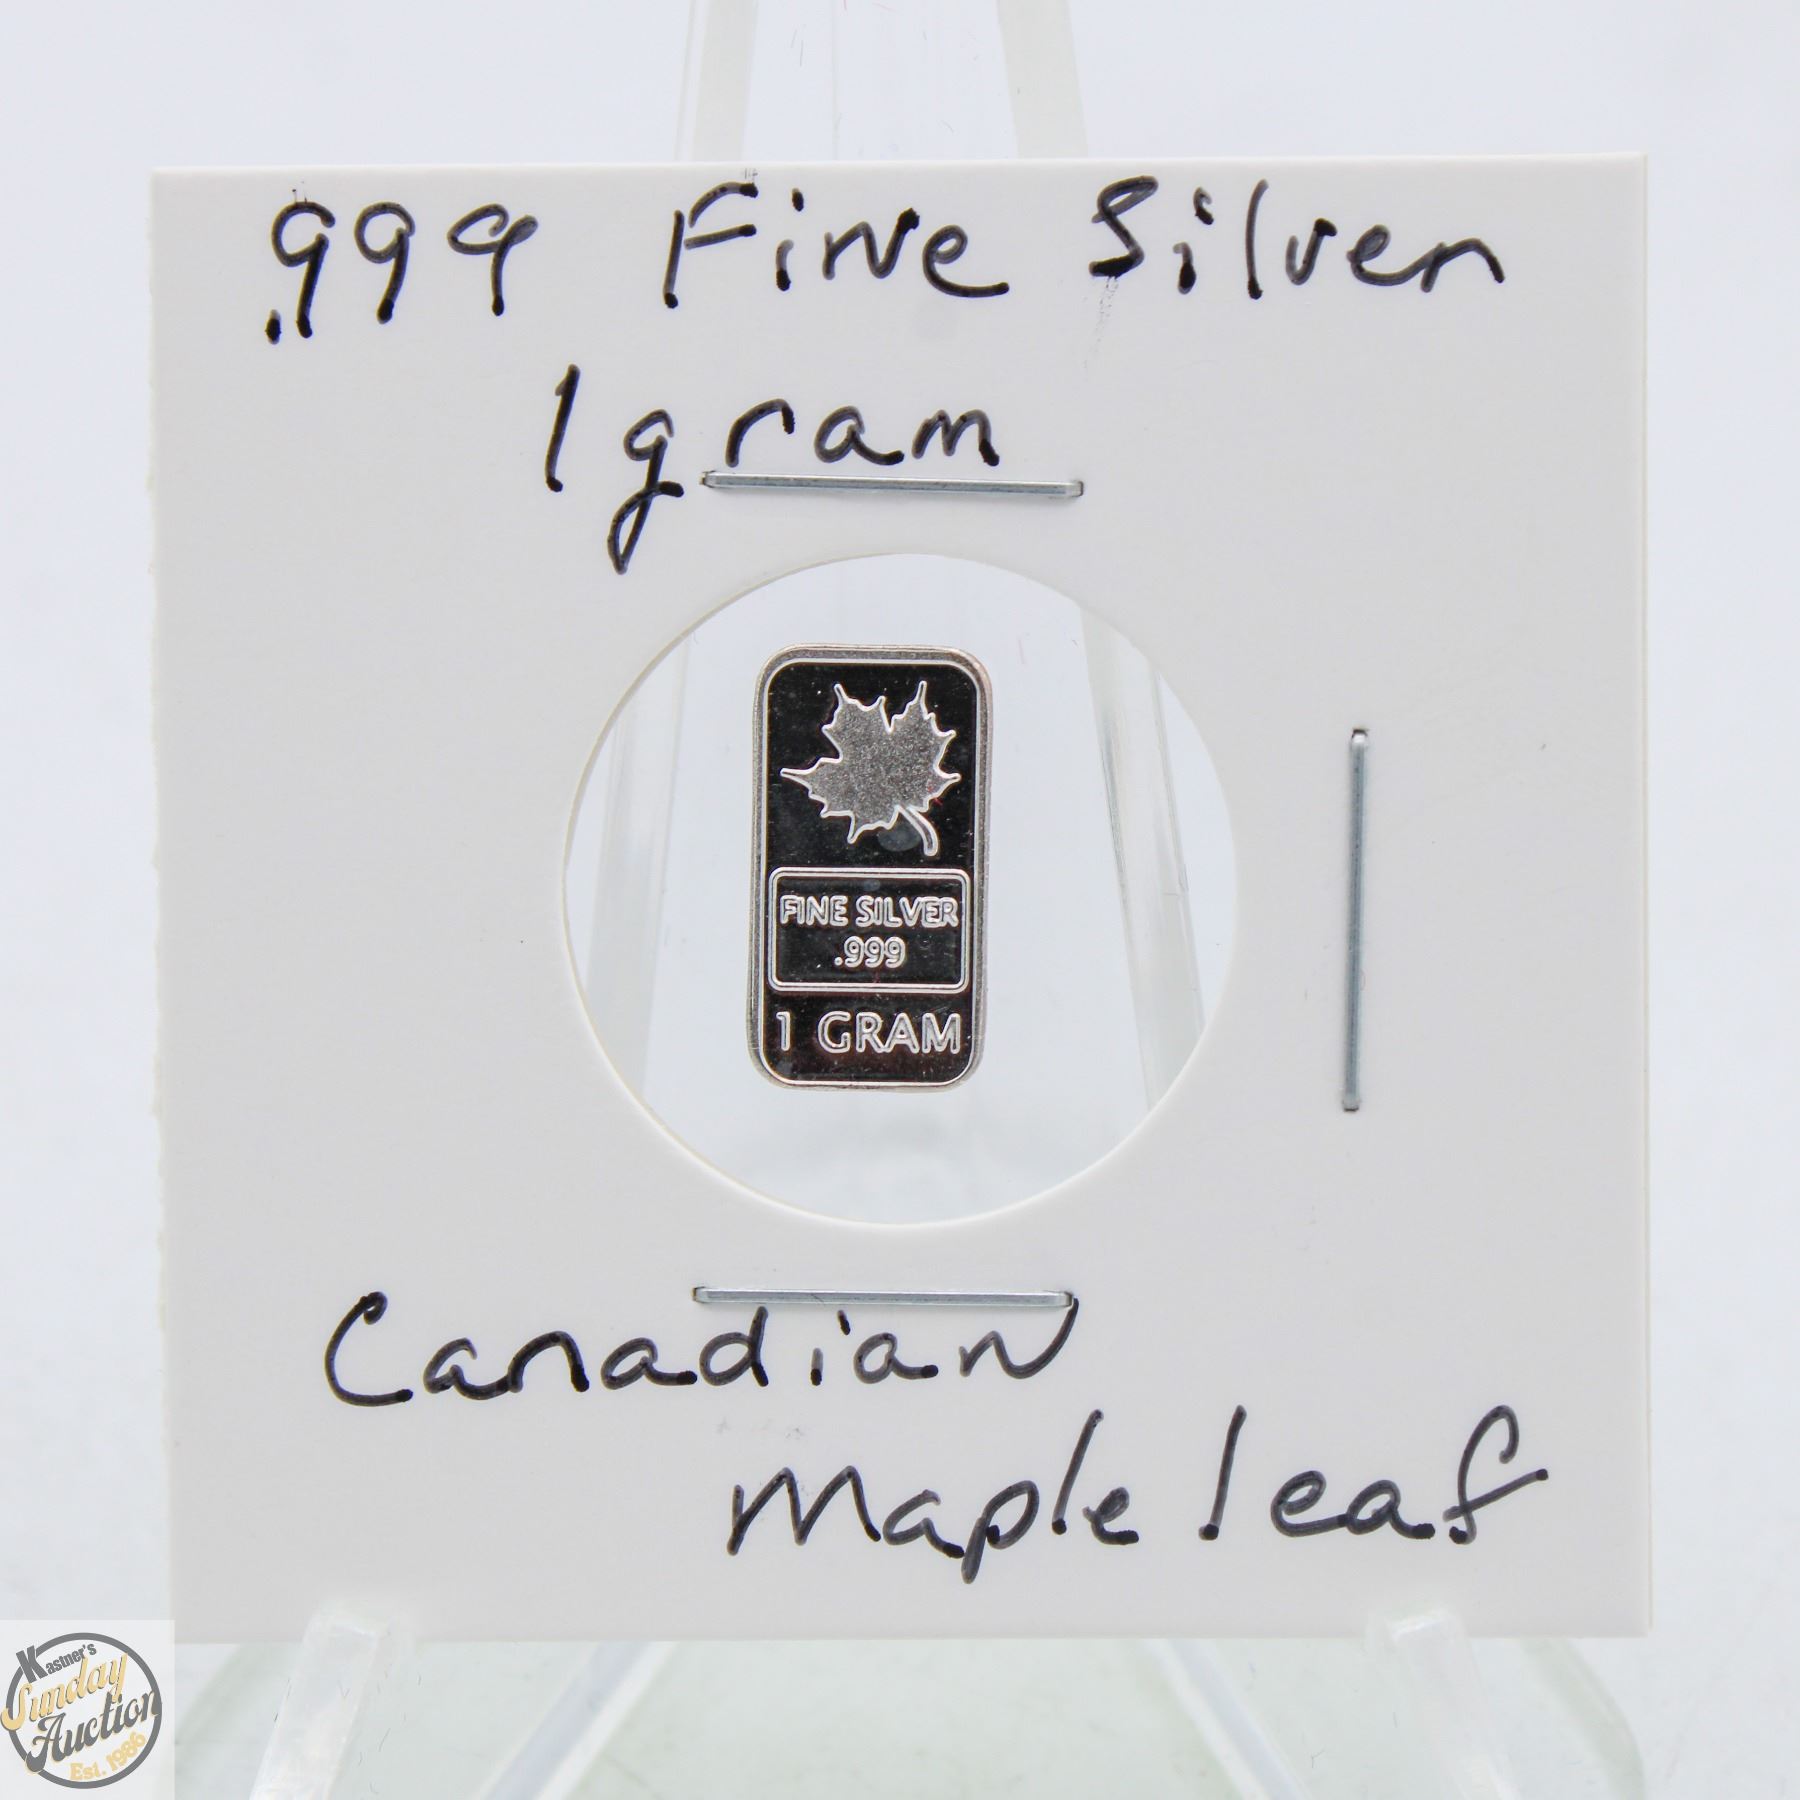 .999 Fine Silver
1 gram
FINE SILVER
.999
1 GRAM
Canadian
Maple leaf
Kastner's
Sunday
Auction
Est. 1986